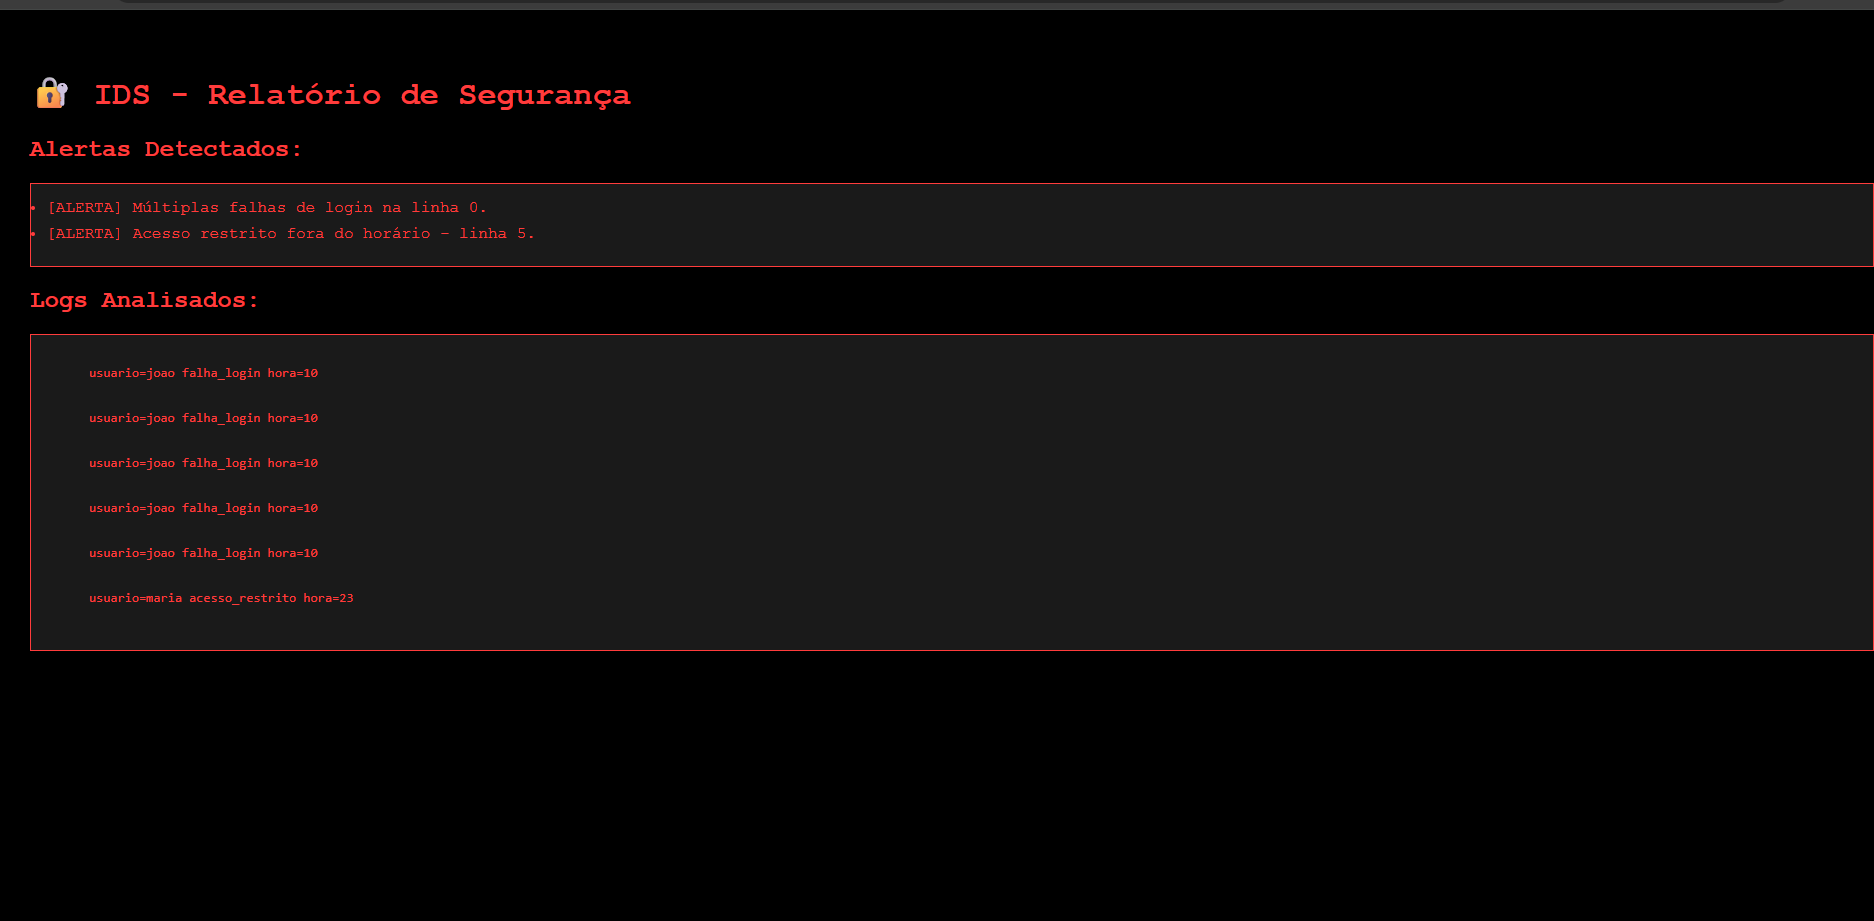 🔐 IDS - Relatório de Segurança
Alertas Detectados:
• [ALERTA] Múltiplas falhas de login na linha 0.
• [ALERTA] Acesso restrito fora do horário - linha 5.
Logs Analisados:
usuario=joao falha_login hora=10
usuario=joao falha_login hora=10
usuario=joao falha_login hora=10
usuario=joao falha_login hora=10
usuario=joao falha_login hora=10
usuario=maria acesso_restrito hora=23